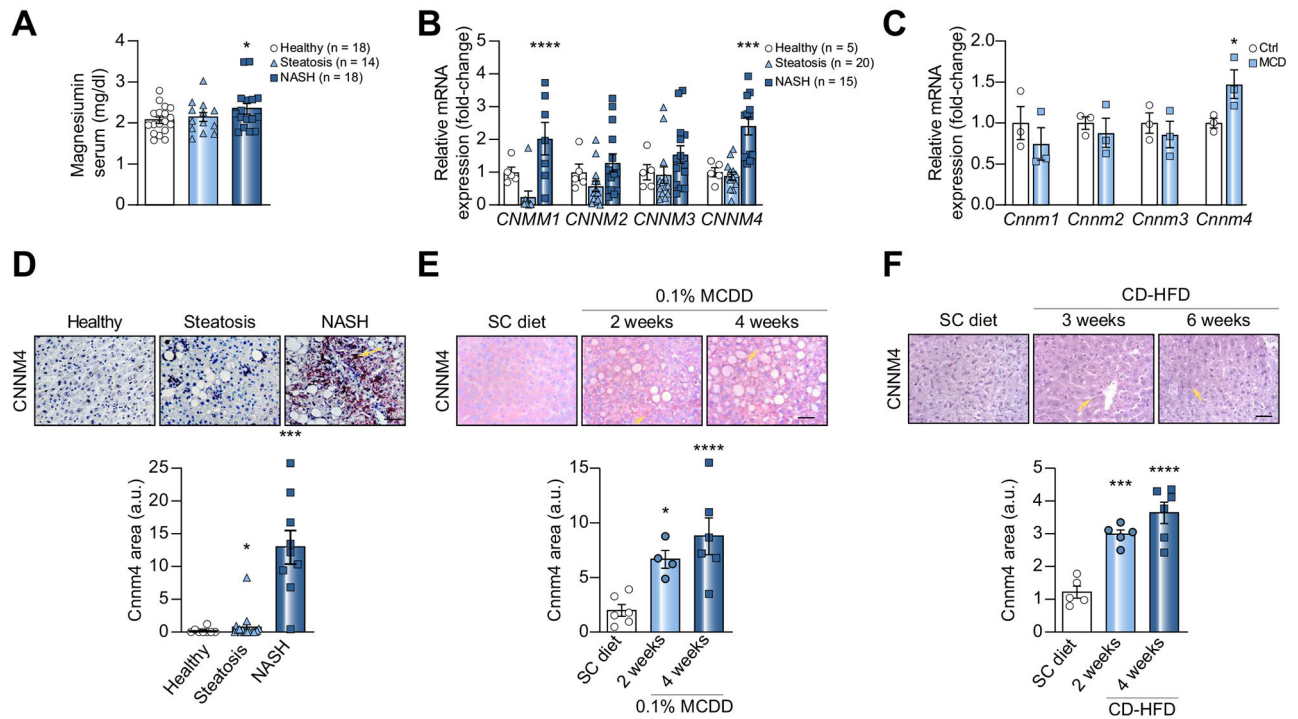 A
Magnesiumin
serum (mg/dl)
4
3
2
1
0
*
Healthy (n = 18)
Steatosis (n = 14)
NASH (n = 18)
B
Relative mRNA
expression (fold-change)
5
4
3
2
1
0
****
***
Healthy (n = 5)
Steatosis (n = 20)
NASH (n = 15)
CNMM1 CNNM2 CNNM3 CNNM4
C
Relative mRNA
expression (fold-change)
2.0
1.5
1.0
0.5
0.0
*
Ctrl
MCD
Cnnm1 Cnnm2 Cnnm3 Cnnm4
D
Healthy Steatosis NASH
CNNM4
Cnnm4 area (a.u.)
25
20
15
10
5
0
*
***
Healthy
Steatosis
NASH
E
0.1% MCDD
SC diet 2 weeks 4 weeks
CNNM4
Cnnm4 area (a.u.)
15
10
5
0
*
****
SC diet
2 weeks
4 weeks
0.1% MCDD
F
CD-HFD
SC diet 3 weeks 6 weeks
CNNM4
Cnnm4 area (a.u.)
5
4
3
2
1
0
***
****
SC diet
2 weeks
4 weeks
CD-HFD